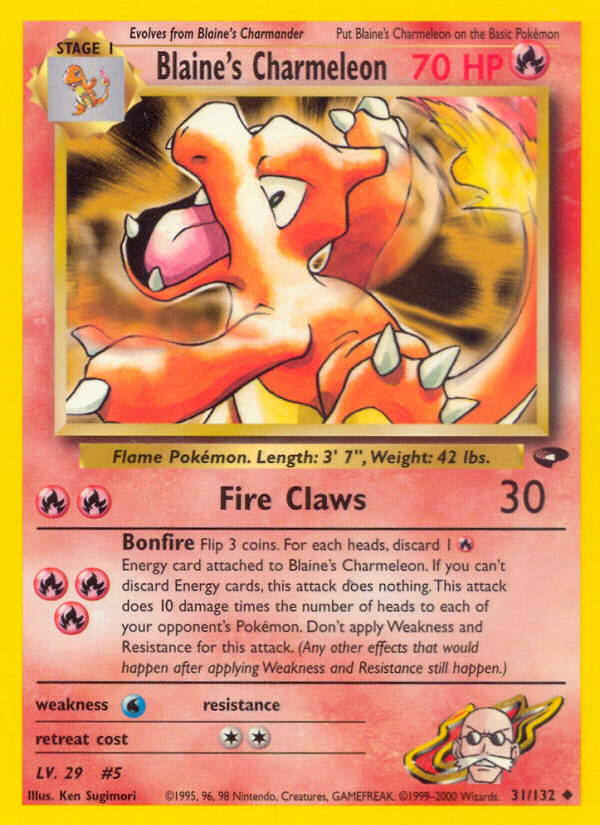 Evolves from Blaine's Charmander
Put Blaine's Charmeleon on the Basic Pokémon
STAGE 1
Blaine's Charmeleon 70 HP
Flame Pokémon. Length: 3' 7", Weight: 42 lbs.
Fire Claws 30
Bonfire Flip 3 coins. For each heads, discard 1
Energy card attached to Blaine's Charmeleon. If you can't
discard Energy cards, this attack does nothing. This attack
does 10 damage times the number of heads to each of
your opponent's Pokémon. Don't apply Weakness and
Resistance for this attack. (Any other effects that would
happen after applying Weakness and Resistance still happen.)
weakness resistance
retreat cost
LV. 29 #5
Illus. Ken Sugimori ©1995, 96, 98 Nintendo, Creatures, GAMEFREAK. ©1999-2000 Wizards. 31/132